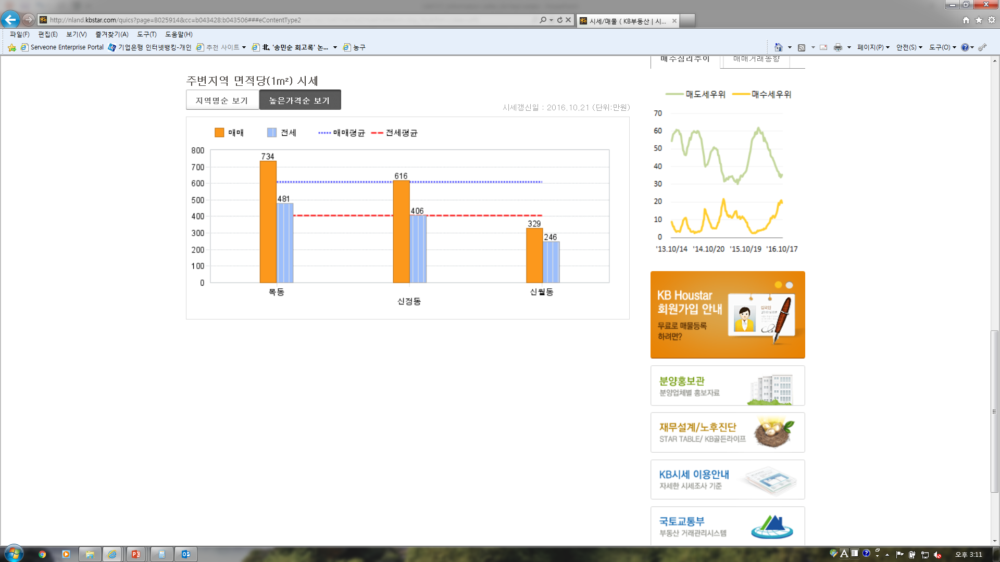 http://nland.kbstar.com/quics?page=B025914&cc=b043428:b043506###eContentType2
시세/매물 ( KB부동산 | 시...
파일(F) 편집(E) 보기(V) 즐겨찾기(A) 도구(T) 도움말(H)
Serveone Enterprise Portal 기업은행 인터넷뱅킹-개인 추천 사이트 北, '송민순 회고록' 논... 농구
페이지(P) 안전(S) 도구(O)
매수심리추이 매매거래동향
주변지역 면적당(1m²) 시세
지역명순 보기 높은가격순 보기
시세갱신일 : 2016.10.21 (단위:만원)
매매 전세 매매평균 전세평균
800
700
600
500
400
300
200
100
0
734
481
616
406
329
246
목동
신정동
신월동
매도세우위 매수세우위
70
60
50
40
30
20
10
0
'13.10/14 '14.10/20 '15.10/19 '16.10/17
KB Houstar
회원가입 안내
무료로 매물등록
하려면?
분양홍보관
분양업체별 홍보자료
재무설계/노후진단
STAR TABLE/ KB골든라이프
KB시세 이용안내
자세한 시세조사 기준
국토교통부
부동산 거래관리시스템
A
오후 3:11